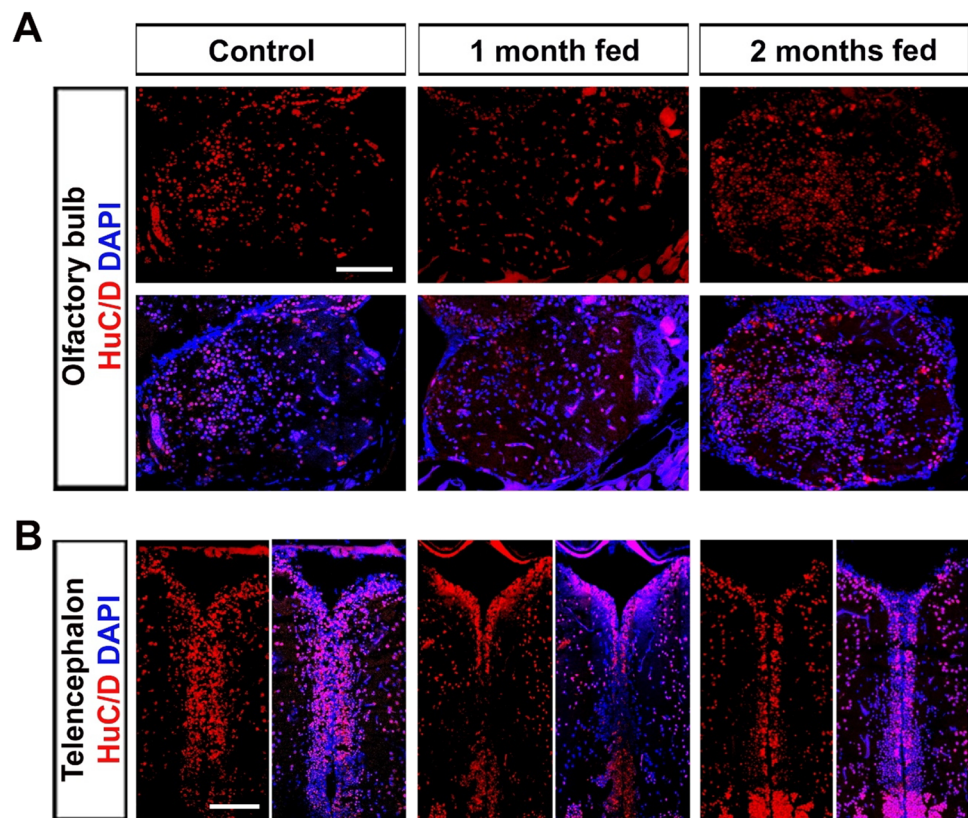 A
Control
1 month fed
2 months fed
Olfactory bulb
HuC/D DAPI
B
Telencephalon
HuC/D DAPI